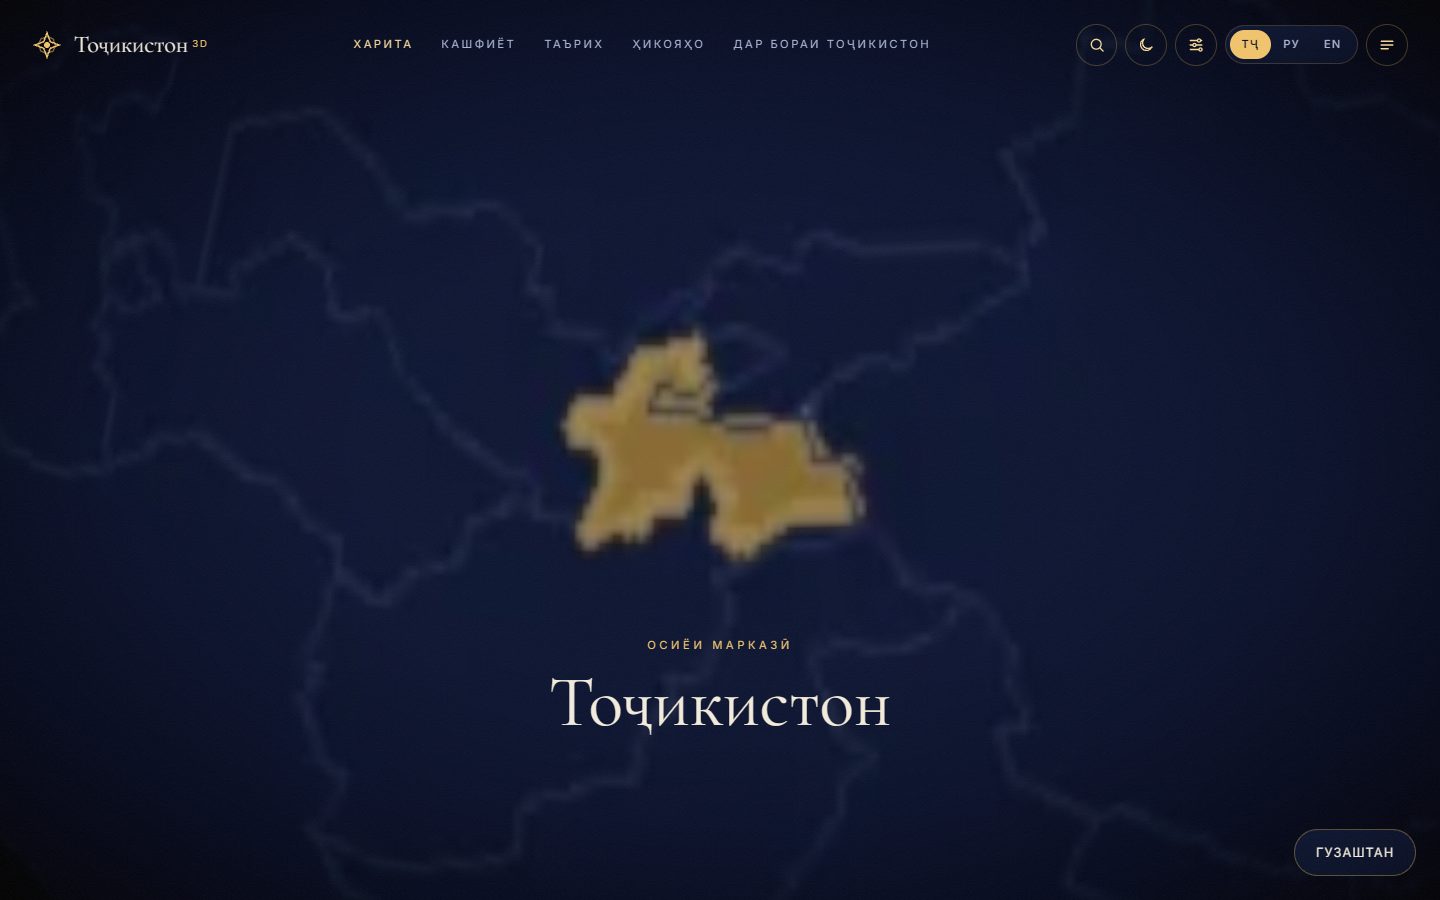 Тоҷикистон 3D
ХАРИТА КАШФИЁТ ТАЪРИХ ҲИКОЯҲО ДАР БОРАИ ТОҶИКИСТОН
ТҶ РУ EN
ОСИЁИ МАРКАЗӢ
Тоҷикистон
ГУЗАШТАН